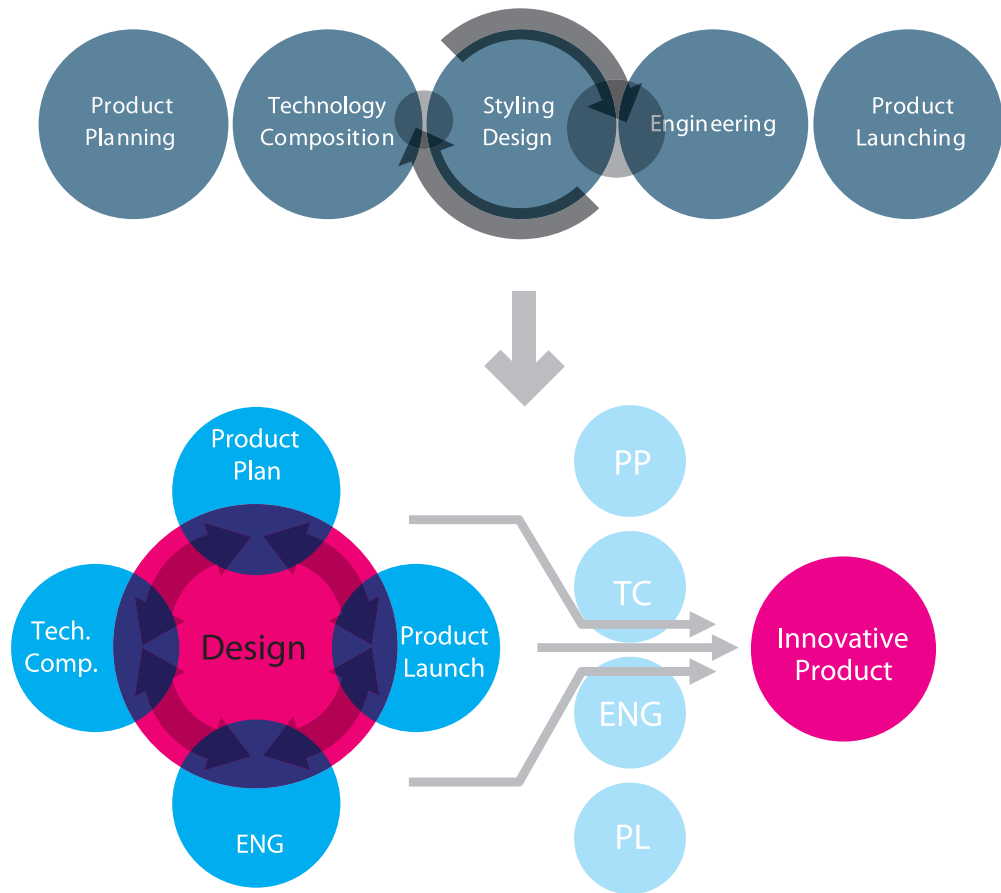 Product
Planning
Technology
Composition
Styling
Design
Engineering
Product
Launching
Product
Plan
Tech.
Comp.
Design
Product
Launch
ENG
PP
TC
ENG
PL
Innovative
Product